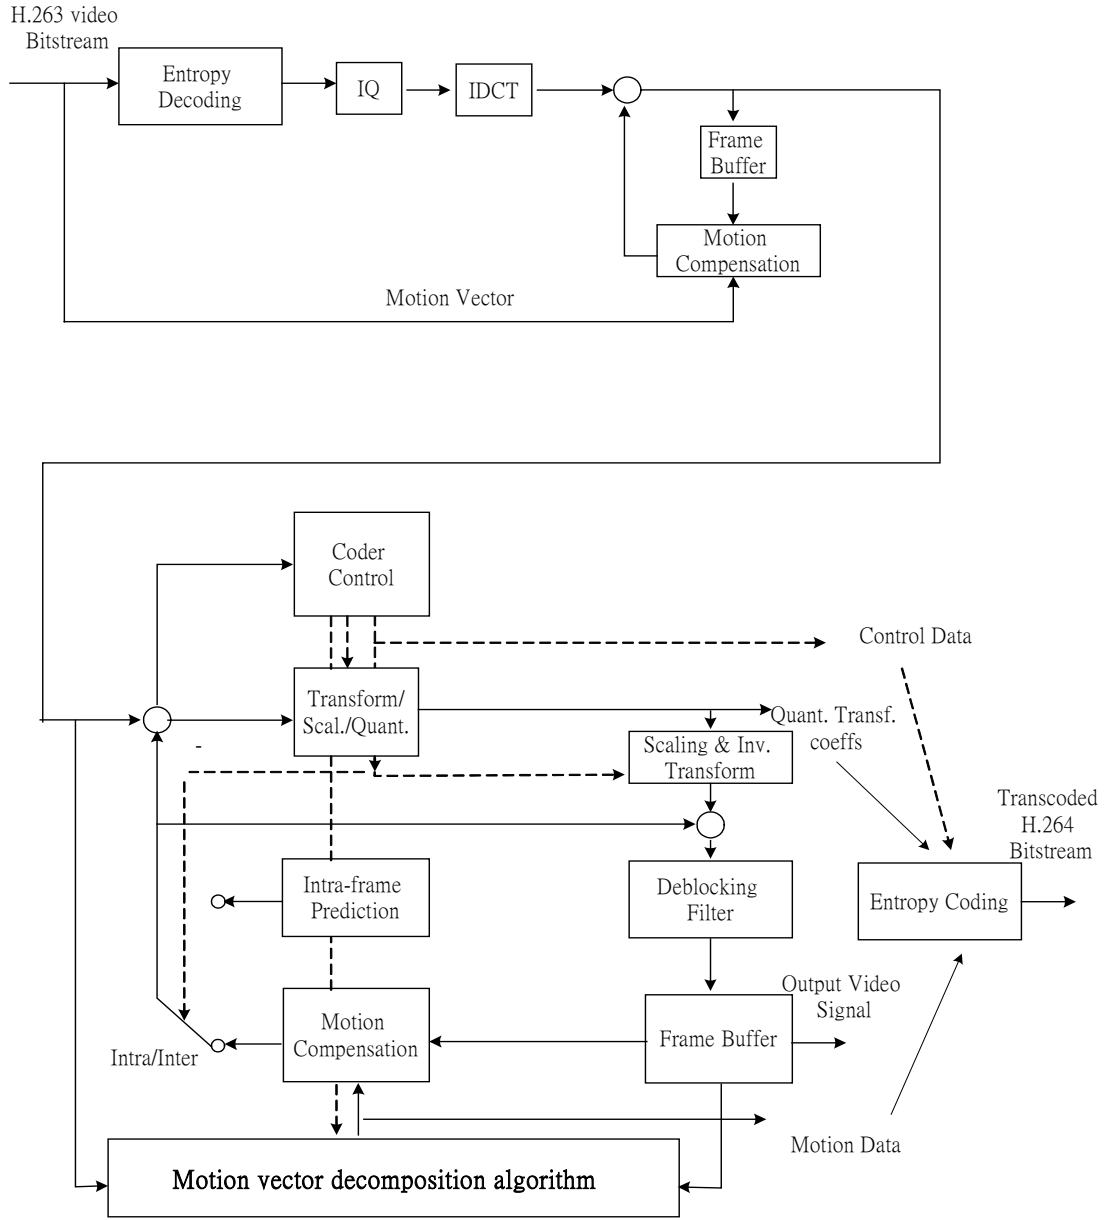 H.263 video
Bitstream
Entropy
Decoding
IQ
IDCT
Frame
Buffer
Motion
Compensation
Motion Vector
Coder
Control
Control Data
Transform/
Scal./Quant.
Quant. Transf.
coeffs
-
Scaling & Inv.
Transform
Transcoded
H.264
Bitstream
Intra-frame
Prediction
Deblocking
Filter
Entropy Coding
Output Video
Signal
Motion
Compensation
Frame Buffer
Intra/Inter
Motion Data
Motion vector decomposition algorithm